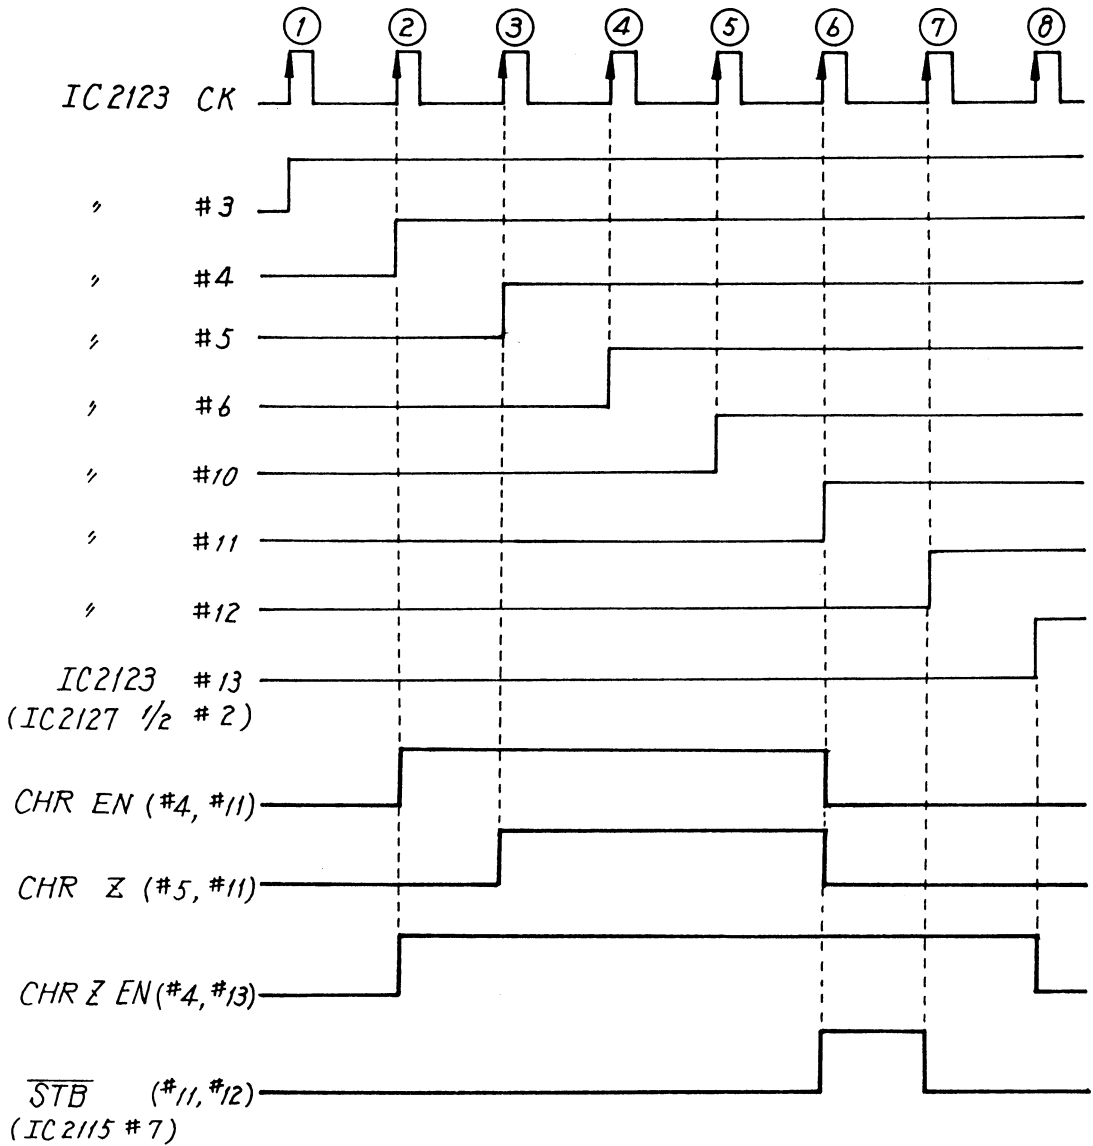 ① ② ③ ④ ⑤ ⑥ ⑦ ⑧
IC2123 CK
〃 #3
〃 #4
〃 #5
〃 #6
〃 #10
〃 #11
〃 #12
IC2123 #13
(IC2127 1/2 #2)
CHR EN (#4, #11)
CHR Z (#5, #11)
CHR Z EN (#4, #13)
S̅T̅B̅ (#11, #12)
(IC2115 #7)